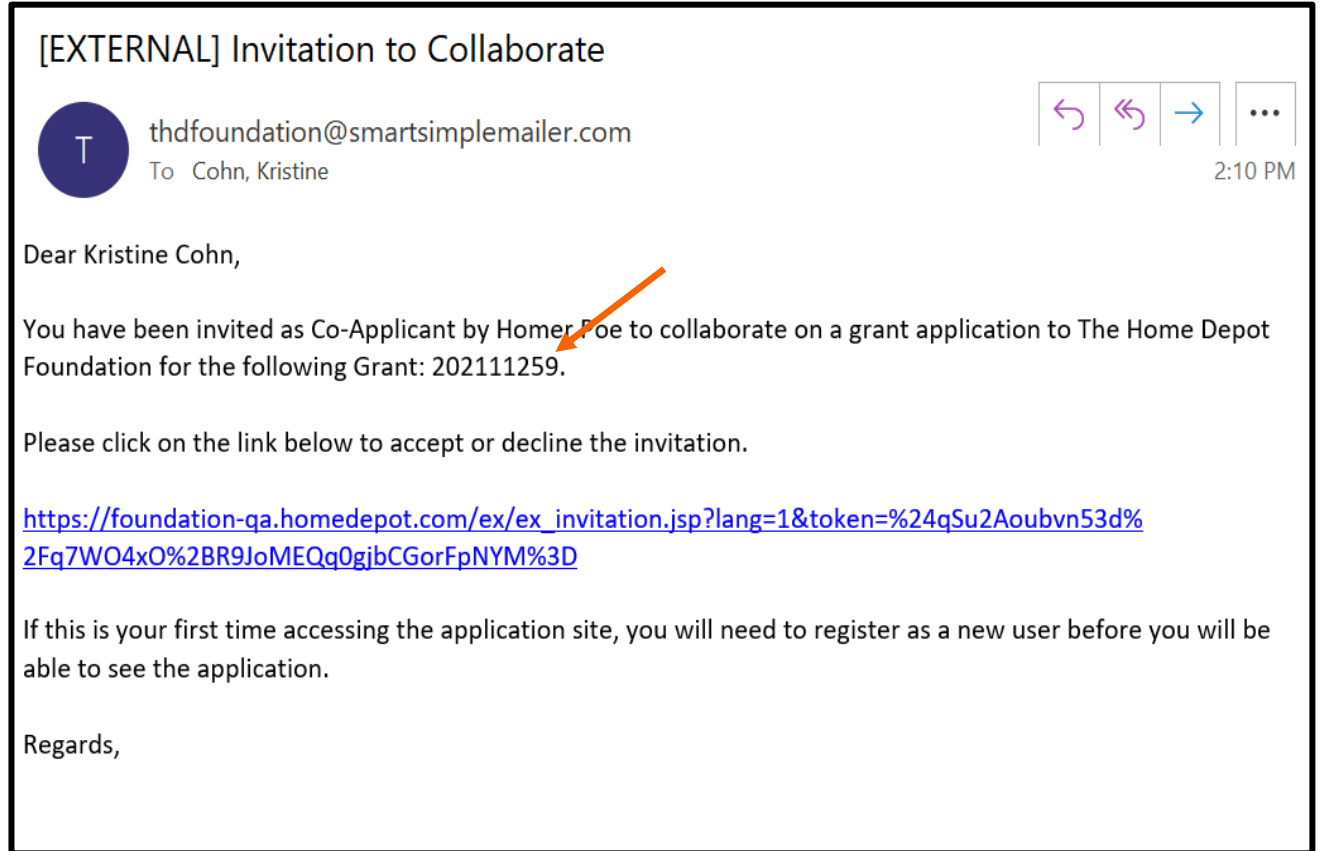 [EXTERNAL] Invitation to Collaborate
T
thdfoundation@smartsimplemailer.com
To Cohn, Kristine
2:10 PM
Dear Kristine Cohn,
You have been invited as Co-Applicant by Homer Poe to collaborate on a grant application to The Home Depot
Foundation for the following Grant: 202111259.
Please click on the link below to accept or decline the invitation.
https://foundation-qa.homedepot.com/ex/ex_invitation.jsp?lang=1&token=%24qSu2Aoubvn53d%
2Fq7WO4xO%2BR9JoMEQq0gjbCGorFpNYM%3D
If this is your first time accessing the application site, you will need to register as a new user before you will be
able to see the application.
Regards,